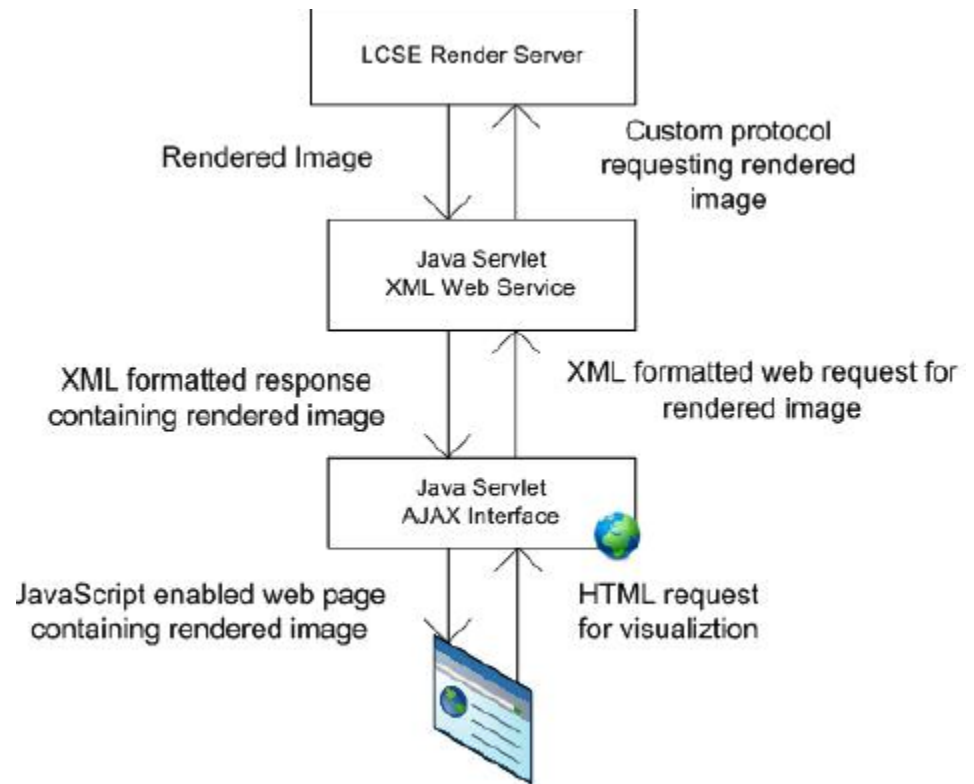 LCSE Render Server
Rendered Image
Custom protocol
requesting rendered
image
Java Servlet
XML Web Service
XML formatted response
containing rendered image
XML formatted web request for
rendered image
Java Servlet
AJAX Interface
JavaScript enabled web page
containing rendered image
HTML request
for visualiztion